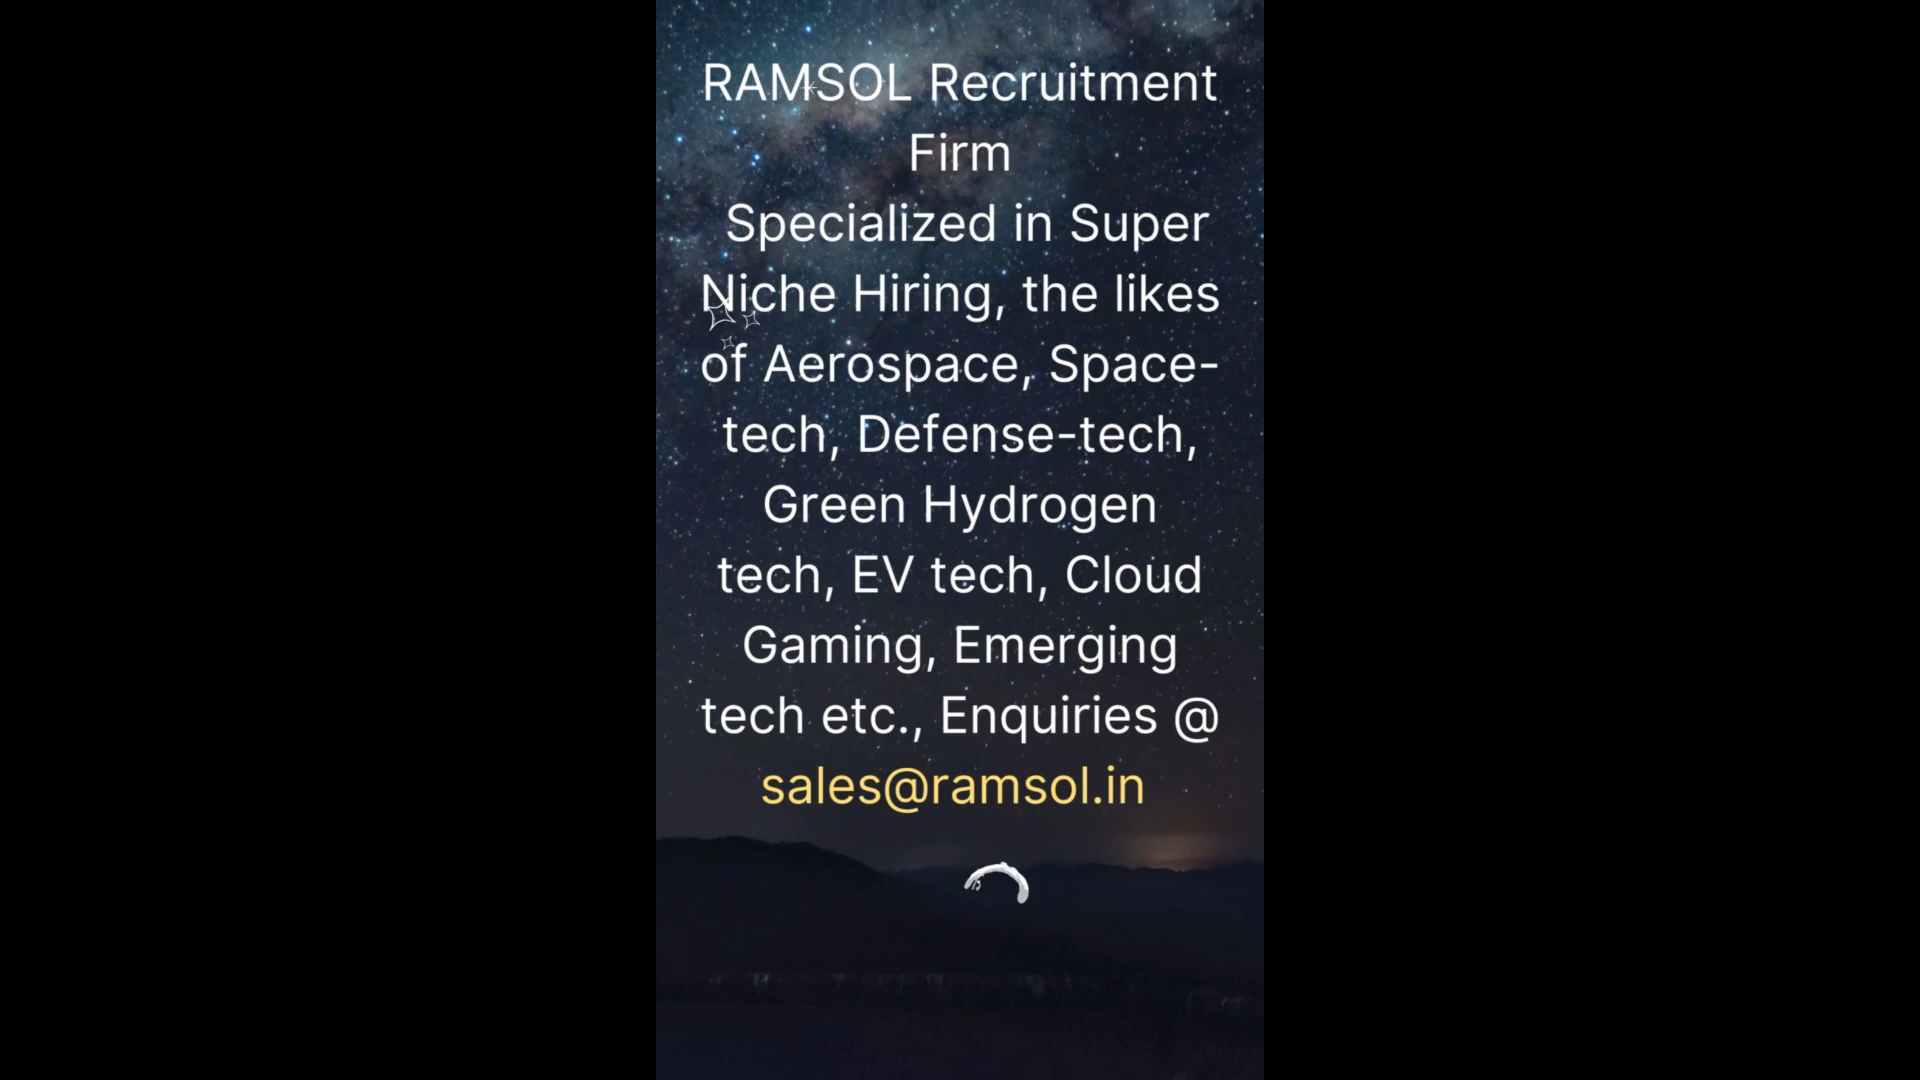 RAMSOL Recruitment
Firm
Specialized in Super
Niche Hiring, the likes
of Aerospace, Space-
tech, Defense-tech,
Green Hydrogen
tech, EV tech, Cloud
Gaming, Emerging
tech etc., Enquiries @
sales@ramsol.in